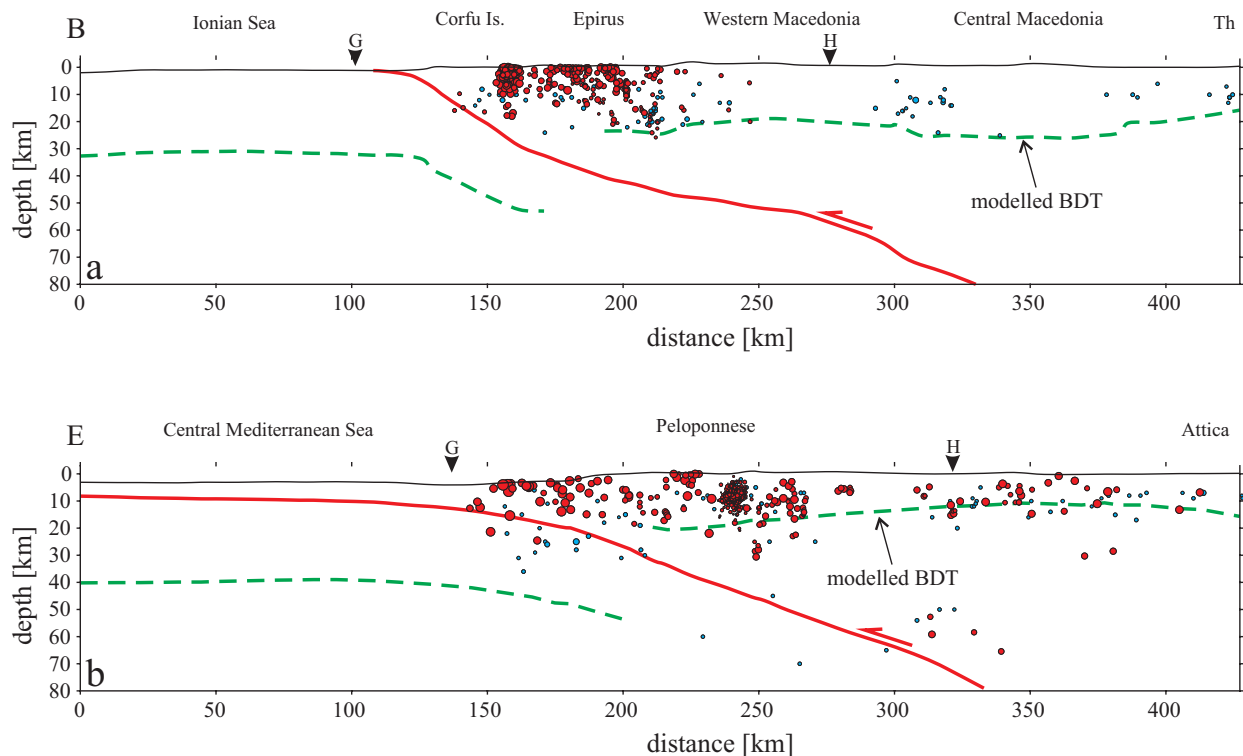 B Ionian Sea Corfu Is. Epirus Western Macedonia Central Macedonia Th
G H
0
10
20
30
40
50
60
70
80
depth [km]
modelled BDT
a
0 50 100 150 200 250 300 350 400
distance [km]
E Central Mediterranean Sea Peloponnese Attica
G H
0
10
20
30
40
50
60
70
80
depth [km]
modelled BDT
b
0 50 100 150 200 250 300 350 400
distance [km]